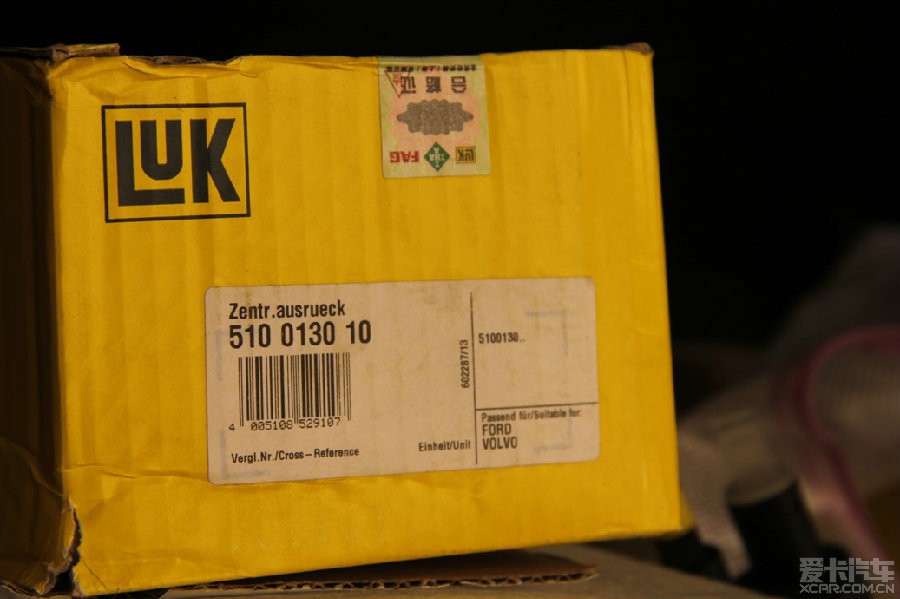 LUK
合格证
FAG
LUK
Zentr.ausrueck
510 0130 10
4 005108 529107
Vergl.Nr./Cross-Reference
Einheit/Unit
602287/13
5100130..
Passend für/Suitable for:
FORD
VOLVO
爱卡汽车
XCAR.COM.CN